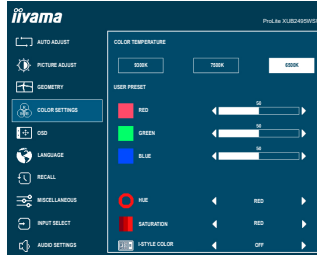 iiyama
ProLite XUB2495WSU
AUTO ADJUST
PICTURE ADJUST
GEOMETRY
COLOR SETTINGS
OSD
LANGUAGE
RECALL
MISCELLANEOUS
INPUT SELECT
AUDIO SETTINGS
COLOR TEMPERATURE
9300K 7500K 6500K
USER PRESET
RED 50
GREEN 50
BLUE 50
HUE RED
SATURATION RED
I-STYLE COLOR OFF